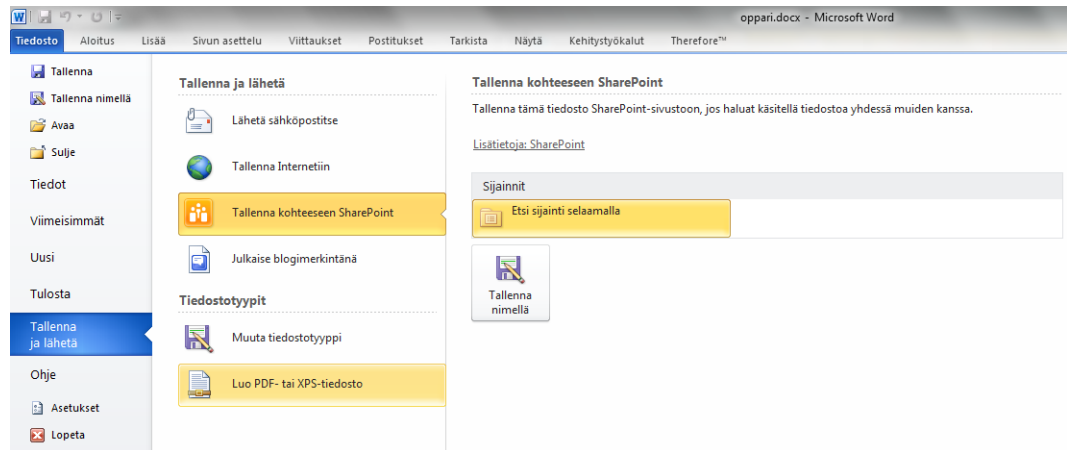 oppari.docx - Microsoft Word
Tiedosto Aloitus Lisää Sivun asettelu Viittaukset Postitukset Tarkista Näytä Kehitystyökalut Therefore™
Tallenna
Tallenna nimellä
Avaa
Sulje
Tiedot
Viimeisimmät
Uusi
Tulosta
Tallenna
ja lähetä
Ohje
Asetukset
Lopeta
Tallenna ja lähetä
Lähetä sähköpostitse
Tallenna Internetiin
Tallenna kohteeseen SharePoint
Julkaise blogimerkintänä
Tiedostotyypit
Muuta tiedostotyyppi
Luo PDF- tai XPS-tiedosto
Tallenna kohteeseen SharePoint
Tallenna tämä tiedosto SharePoint-sivustoon, jos haluat käsitellä tiedostoa yhdessä muiden kanssa.
Lisätietoja: SharePoint
Sijainnit
Etsi sijainti selaamalla
Tallenna
nimellä